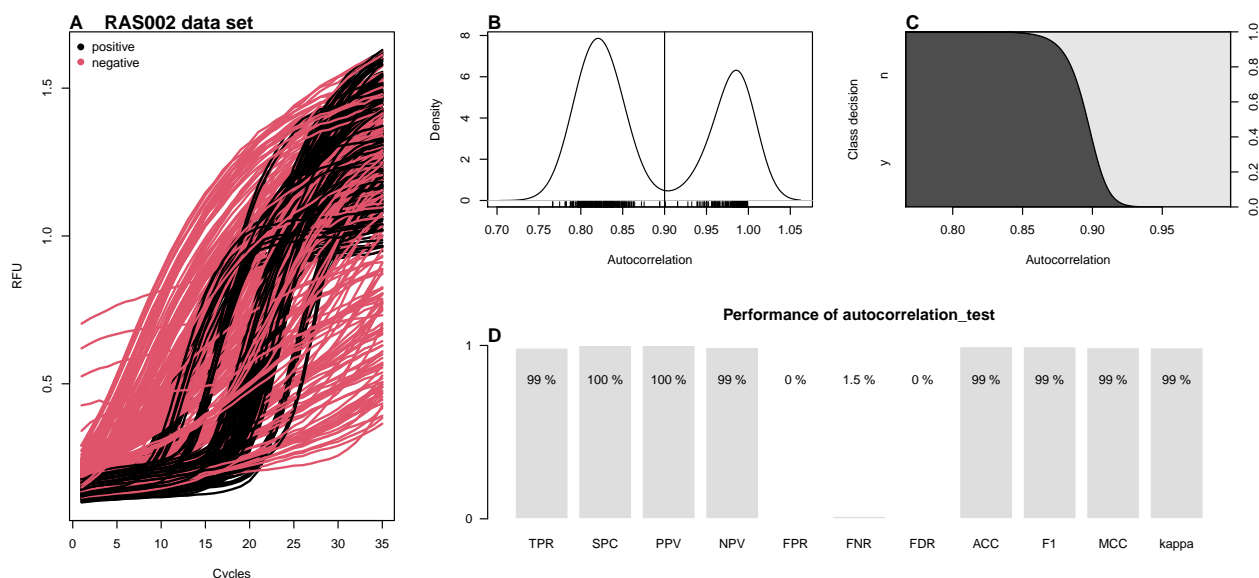 A RAS002 data set
positive
negative
1.5
1.0
0.5
RFU
0 5 10 15 20 25 30 35
Cycles
B
8
6
4
2
0
Density
0.70 0.75 0.80 0.85 0.90 0.95 1.00 1.05
Autocorrelation
C
n
y
Class decision
1.0
0.8
0.6
0.4
0.2
0.0
0.80 0.85 0.90 0.95
Autocorrelation
D
Performance of autocorrelation_test
1
0
99 % 100 % 100 % 99 % 0 % 1.5 % 0 % 99 % 99 % 99 % 99 %
TPR SPC PPV NPV FPR FNR FDR ACC F1 MCC kappa